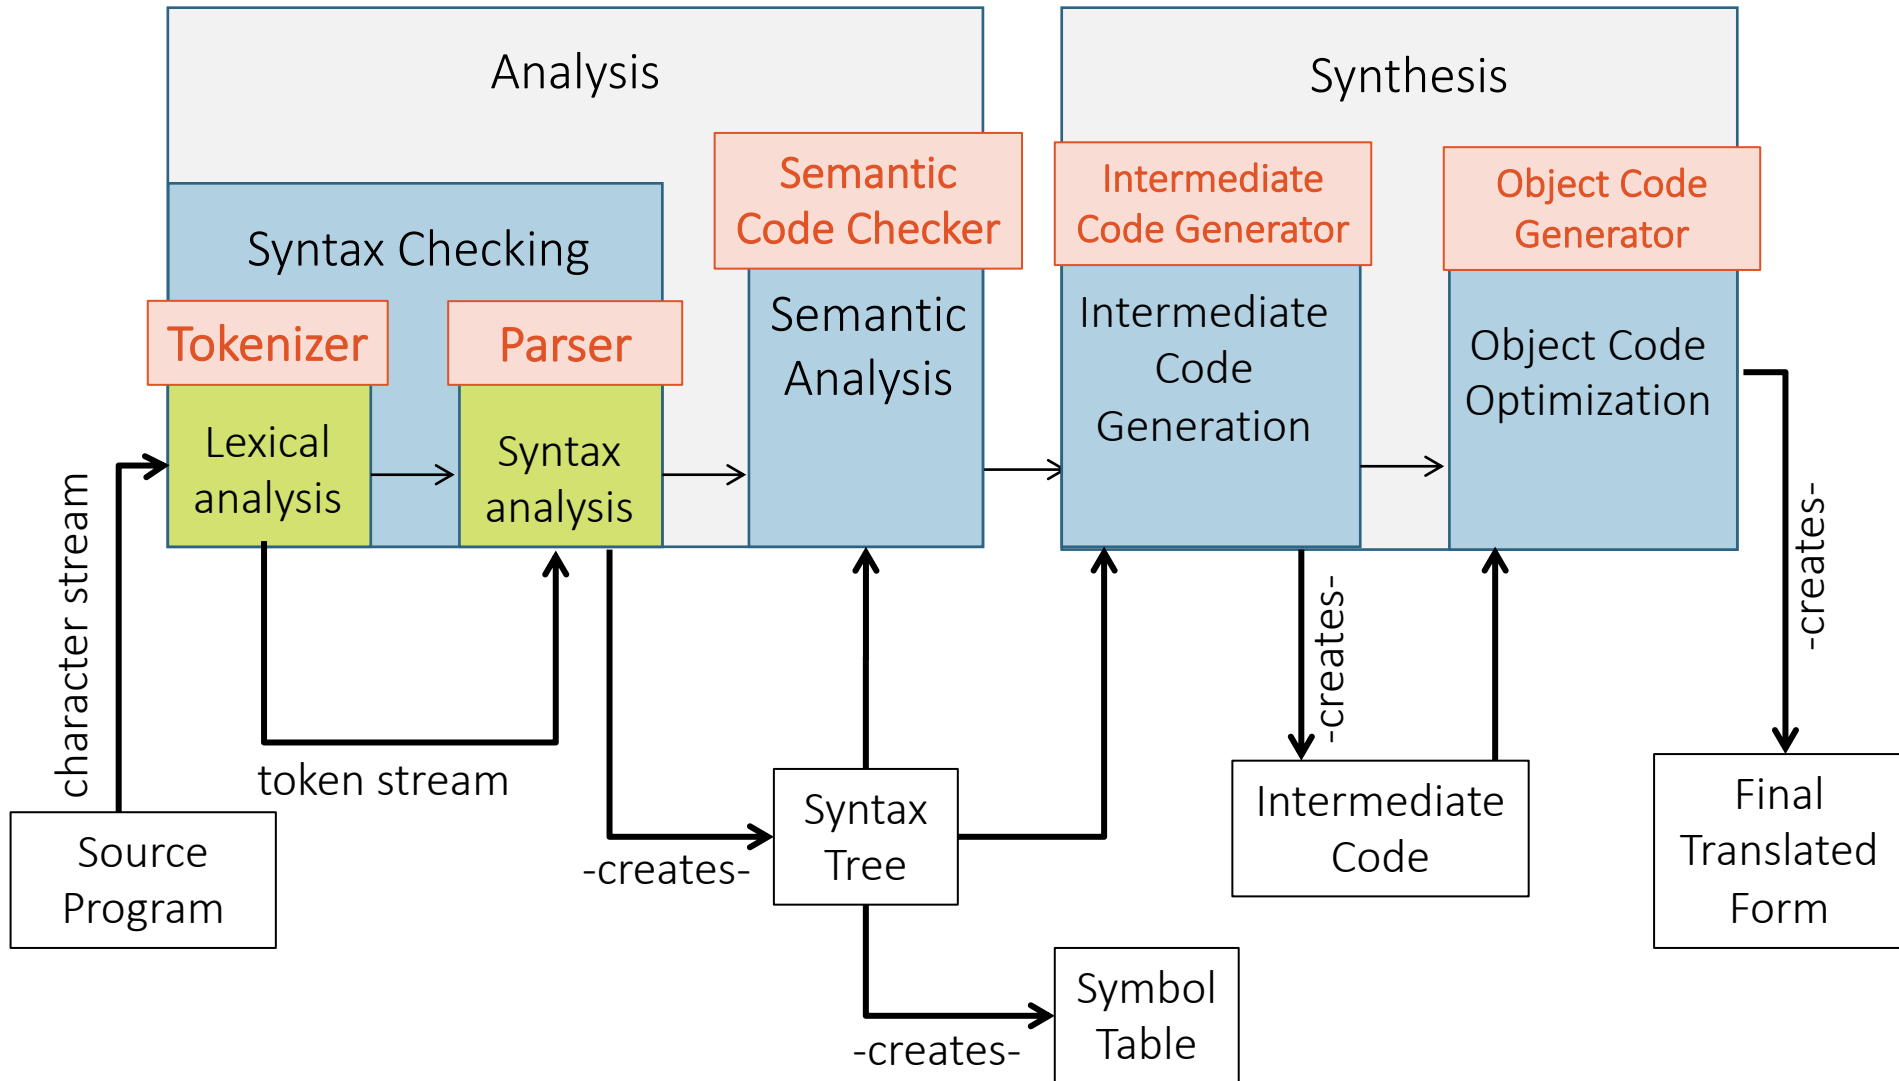 Analysis
Synthesis
Syntax Checking
Tokenizer
Lexical
analysis
Parser
Syntax
analysis
Semantic
Code Checker
Semantic
Analysis
Intermediate
Code Generator
Intermediate
Code
Generation
Object Code
Generator
Object Code
Optimization
character stream
token stream
-creates-
-creates-
-creates-
-creates-
Source
Program
Syntax
Tree
Symbol
Table
Intermediate
Code
Final
Translated
Form